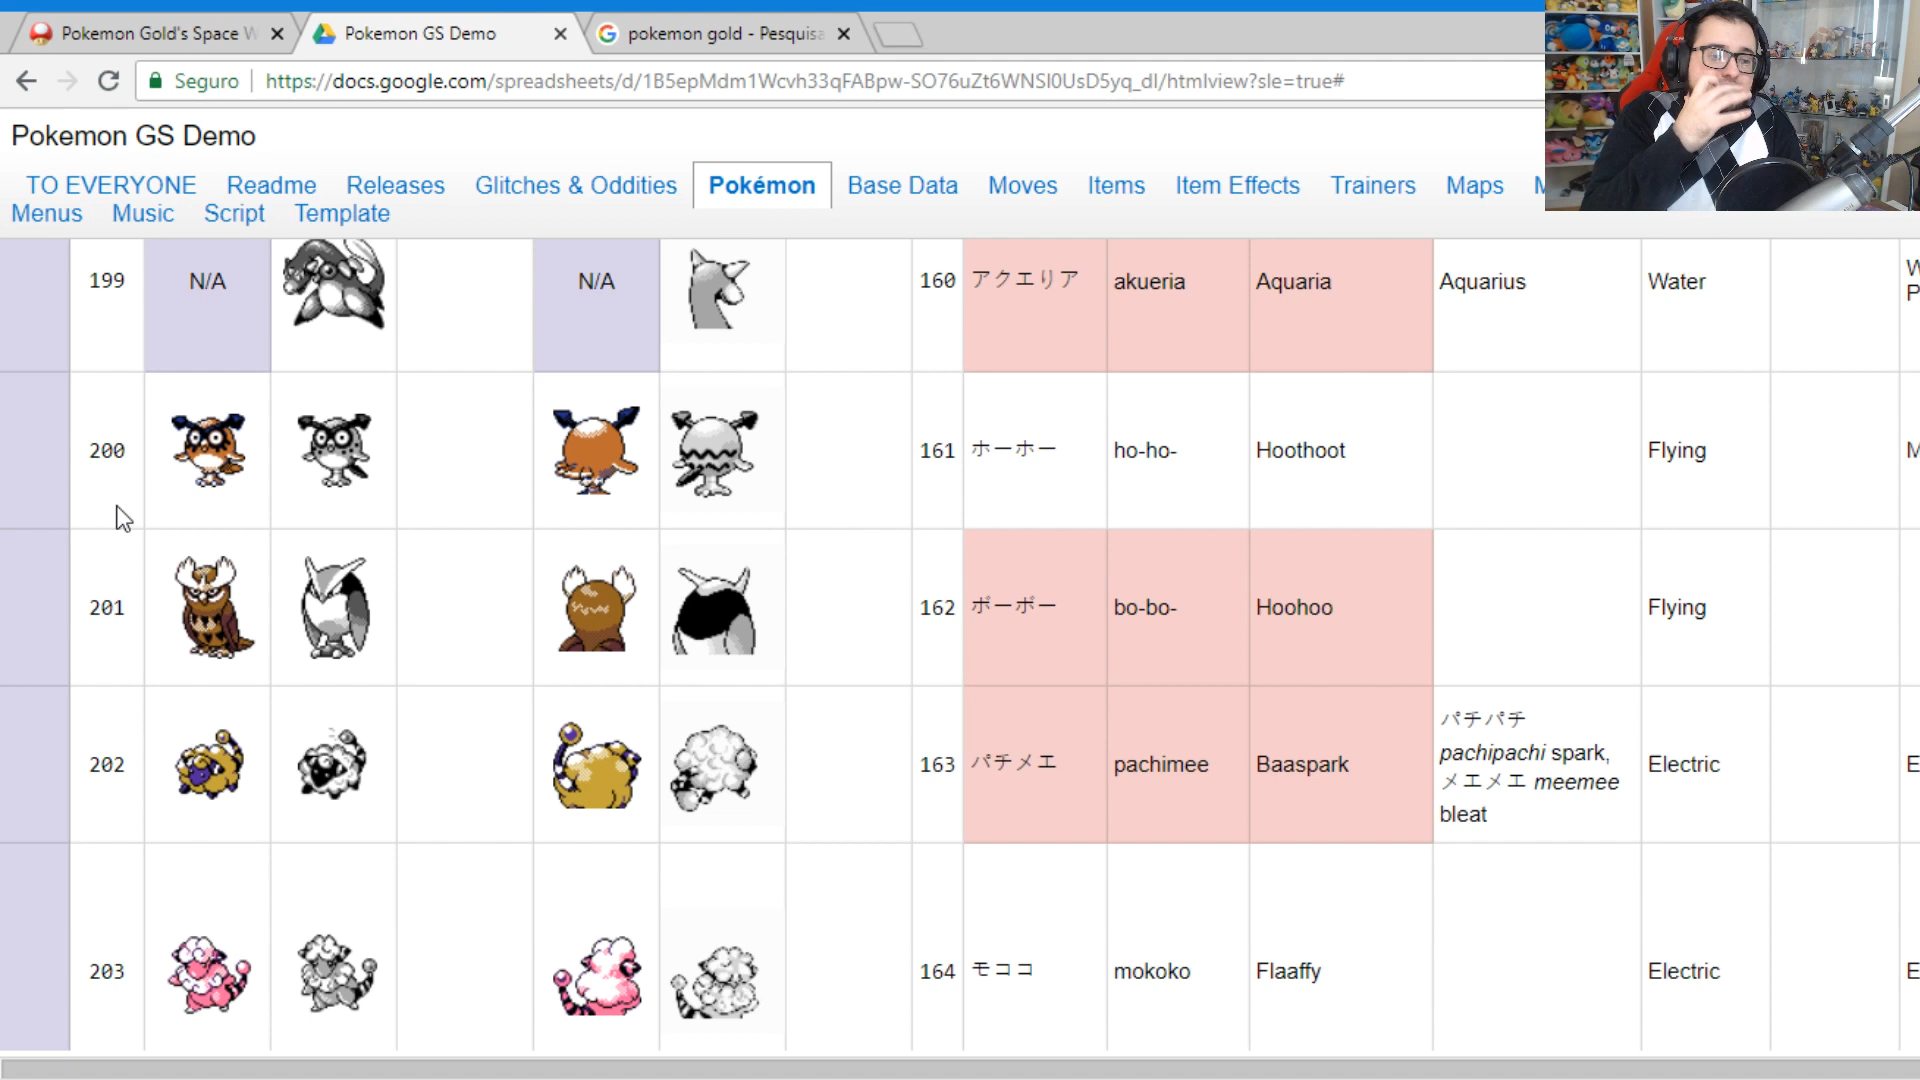 Pokemon Gold's Space W
Pokemon GS Demo
pokemon gold - Pesquisa
Seguro
https://docs.google.com/spreadsheets/d/1B5epMdm1Wcvh33qFABpw-SO76uZt6WNSl0UsD5yq_dI/htmlview?sle=true#
Pokemon GS Demo
TO EVERYONE Readme Releases Glitches & Oddities Pokémon Base Data Moves Items Item Effects Trainers Maps M
Menus Music Script Template
199 N/A N/A 160 アクエリア akueria Aquaria Aquarius Water W
P
200 161 ホーホー ho-ho- Hoothoot Flying M
201 162 ボーボー bo-bo- Hoohoo Flying
202 163 パチメエ pachimee Baaspark パチパチ Electric E
pachipachi spark,
メエメエ meemee
bleat
203 164 モココ mokoko Flaaffy Electric E